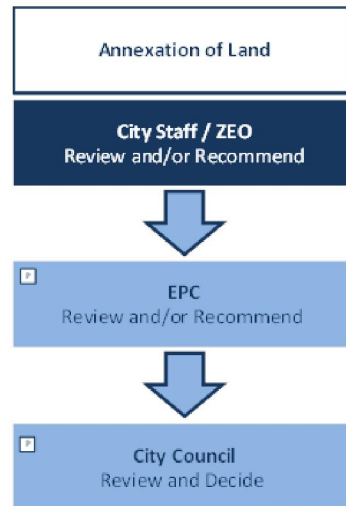 Annexation of Land
City Staff / ZEO
Review and/or Recommend
P
EPC
Review and/or Recommend
P
City Council
Review and Decide